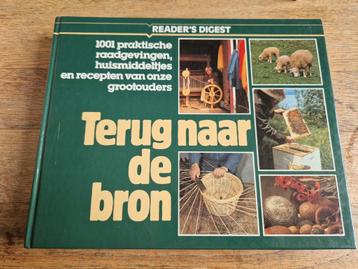 READER'S DIGEST
1001 praktische
raadgevingen,
huismiddeltjes
en recepten van onze
grootouders
Terug naar
de
bron